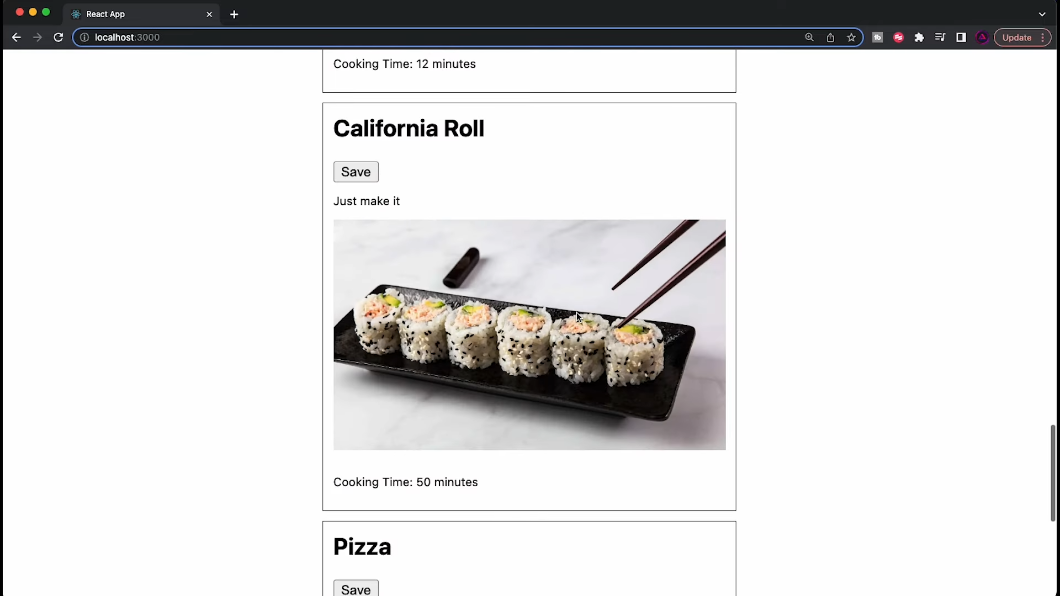 React App
localhost:3000
Update
Cooking Time: 12 minutes
California Roll
Save
Just make it
Cooking Time: 50 minutes
Pizza
Save